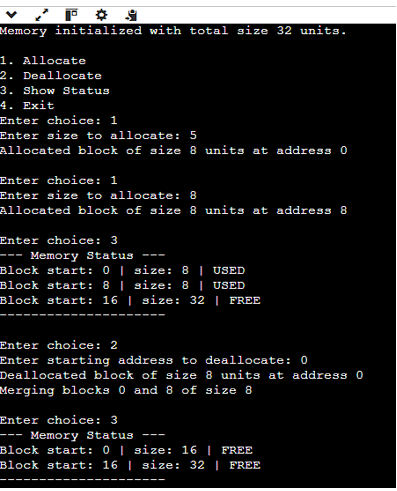 Memory initialized with total size 32 units.
1. Allocate
2. Deallocate
3. Show Status
4. Exit
Enter choice: 1
Enter size to allocate: 5
Allocated block of size 8 units at address 0
Enter choice: 1
Enter size to allocate: 8
Allocated block of size 8 units at address 8
Enter choice: 3
--- Memory Status ---
Block start: 0 | size: 8 | USED
Block start: 8 | size: 8 | USED
Block start: 16 | size: 32 | FREE
---------------------
Enter choice: 2
Enter starting address to deallocate: 0
Deallocated block of size 8 units at address 0
Merging blocks 0 and 8 of size 8
Enter choice: 3
--- Memory Status ---
Block start: 0 | size: 16 | FREE
Block start: 16 | size: 32 | FREE
---------------------